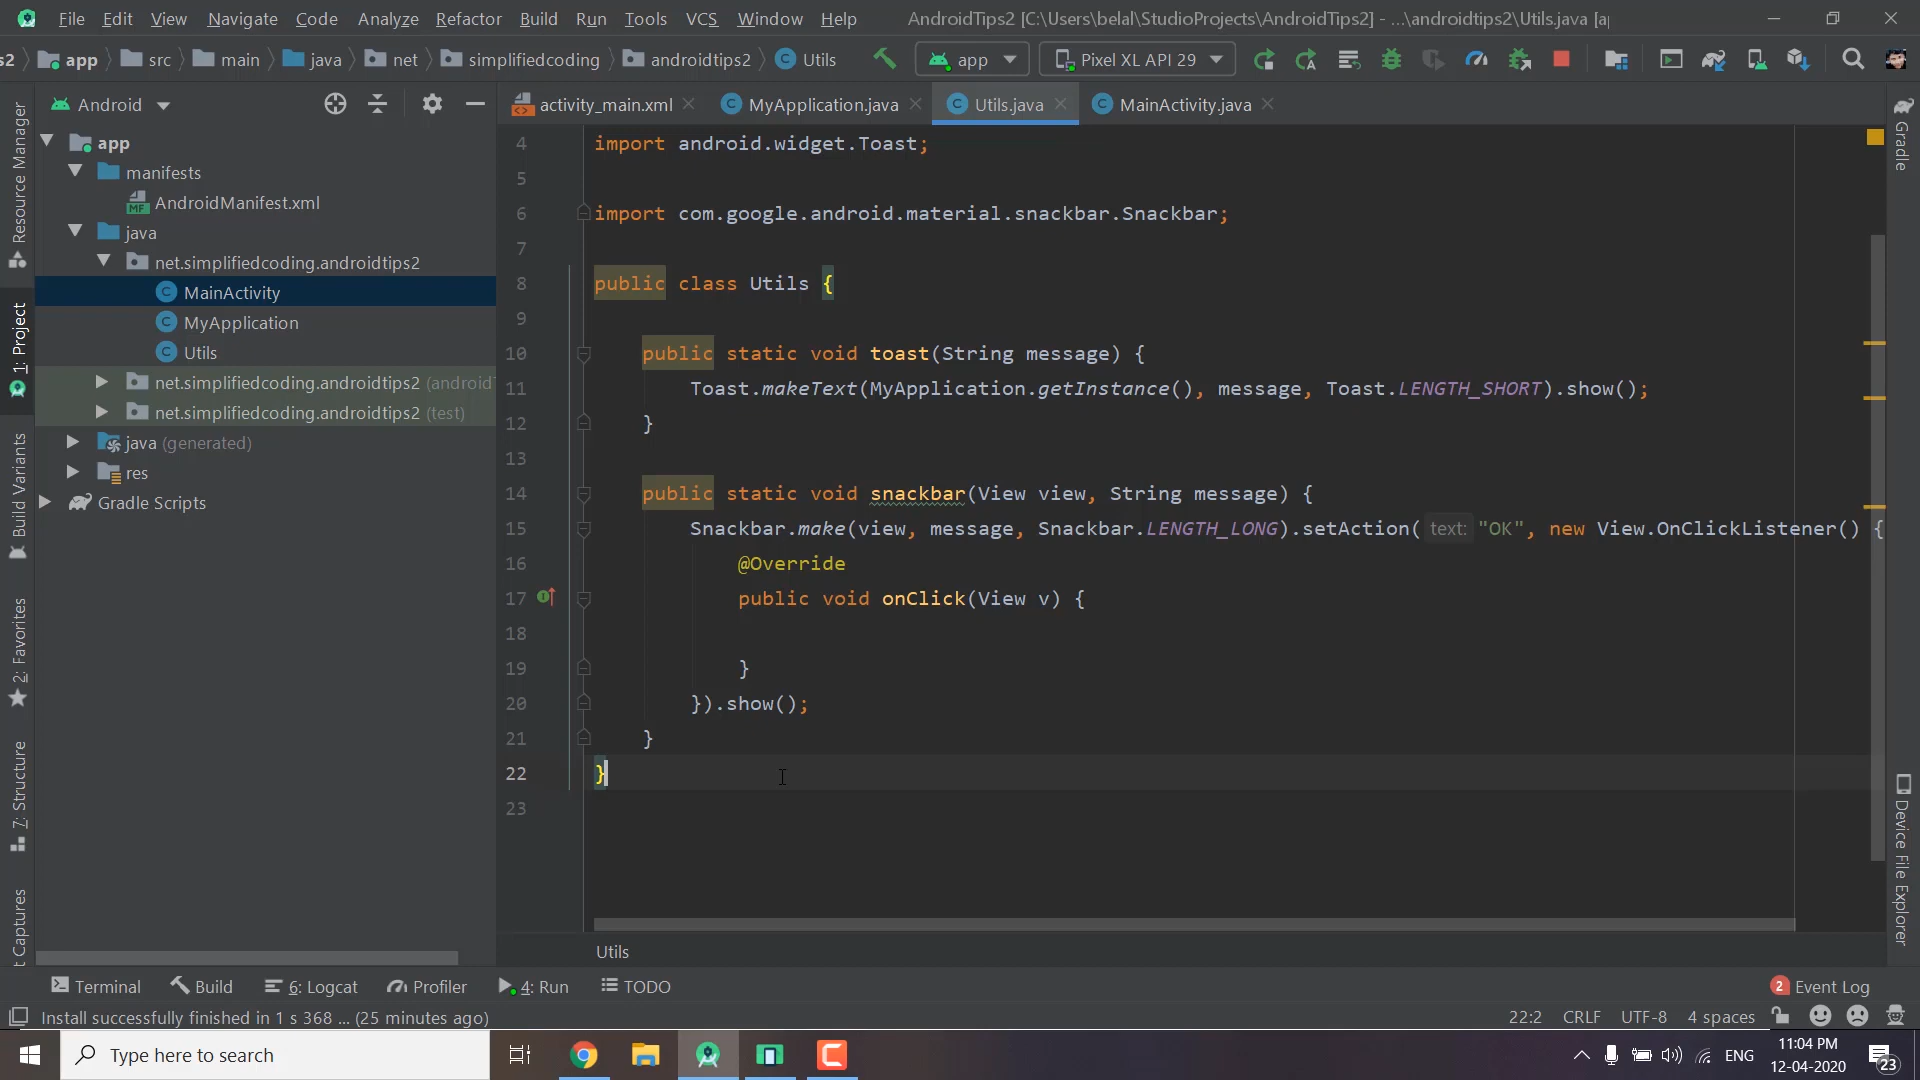 File Edit View Navigate Code Analyze Refactor Build Run Tools VCS Window Help AndroidTips2 [C:\Users\belal\StudioProjects\AndroidTips2] - ...\androidtips2\Utils.java [a
s2 app src main java net simplifiedcoding androidtips2 Utils app Pixel XL API 29
Android
activity_main.xml MyApplication.java Utils.java MainActivity.java
Resource Manager
1: Project
Build Variants
2: Favorites
7: Structure
t Captures
app
manifests
AndroidManifest.xml
java
net.simplifiedcoding.androidtips2
MainActivity
MyApplication
Utils
net.simplifiedcoding.androidtips2 (android
net.simplifiedcoding.androidtips2 (test)
java (generated)
res
Gradle Scripts
4 import android.widget.Toast;
5
6 import com.google.android.material.snackbar.Snackbar;
7
8 public class Utils {
9
10 public static void toast(String message) {
11 Toast.makeText(MyApplication.getInstance(), message, Toast.LENGTH_SHORT).show();
12 }
13
14 public static void snackbar(View view, String message) {
15 Snackbar.make(view, message, Snackbar.LENGTH_LONG).setAction( text: "OK", new View.OnClickListener() {
16 @Override
17 public void onClick(View v) {
18
19 }
20 }).show();
21 }
22 }
23
Utils
Gradle
Device File Explorer
Terminal Build 6: Logcat Profiler 4: Run TODO 2 Event Log
Install successfully finished in 1 s 368 ... (25 minutes ago) 22:2 CRLF UTF-8 4 spaces
Type here to search ENG 11:04 PM
12-04-2020 23